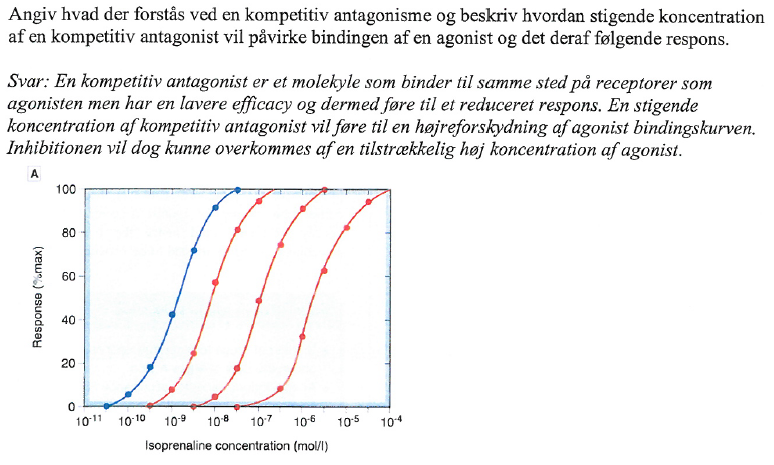 Angiv hvad der forstås ved en kompetitiv antagonisme og beskriv hvordan stigende koncentration
af en kompetitiv antagonist vil påvirke bindingen af en agonist og det deraf følgende respons.
Svar: En kompetitiv antagonist er et molekyle som binder til samme sted på receptorer som
agonisten men har en lavere efficacy og dermed føre til et reduceret respons. En stigende
koncentration af kompetitiv antagonist vil føre til en højreforskydning af agonist bindingskurven.
Inhibitionen vil dog kunne overkommes af en tilstrækkelig høj koncentration af agonist.
A
100
80
60
40
20
0
Response (%max)
10-11 10-10 10-9 10-8 10-7 10-6 10-5 10-4
Isoprenaline concentration (mol/l)